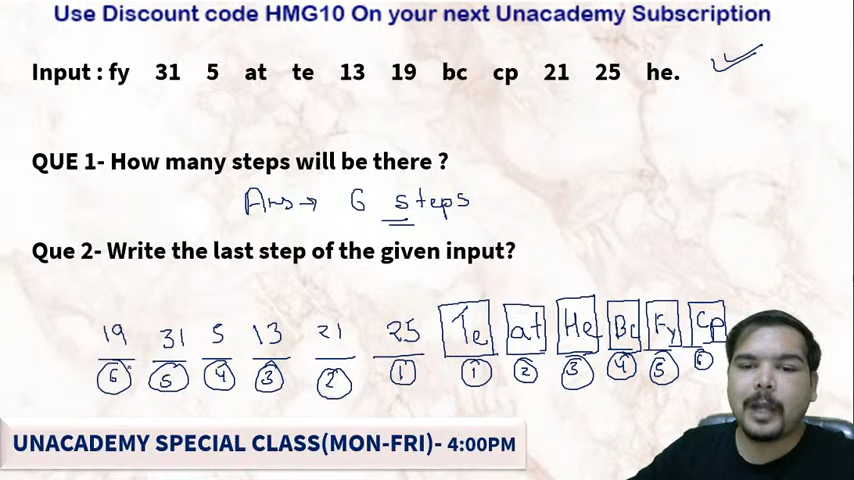 Use Discount code HMG10 On your next Unacademy Subscription
Input : fy 31 5 at te 13 19 bc cp 21 25 he.
QUE 1- How many steps will be there ?
Ans → 6 steps
Que 2- Write the last step of the given input?
19 31 5 13 21 25 Te at He Bc Fy Cp
6 5 4 3 2 1 1 2 3 4 5 6
UNACADEMY SPECIAL CLASS(MON-FRI)- 4:00PM